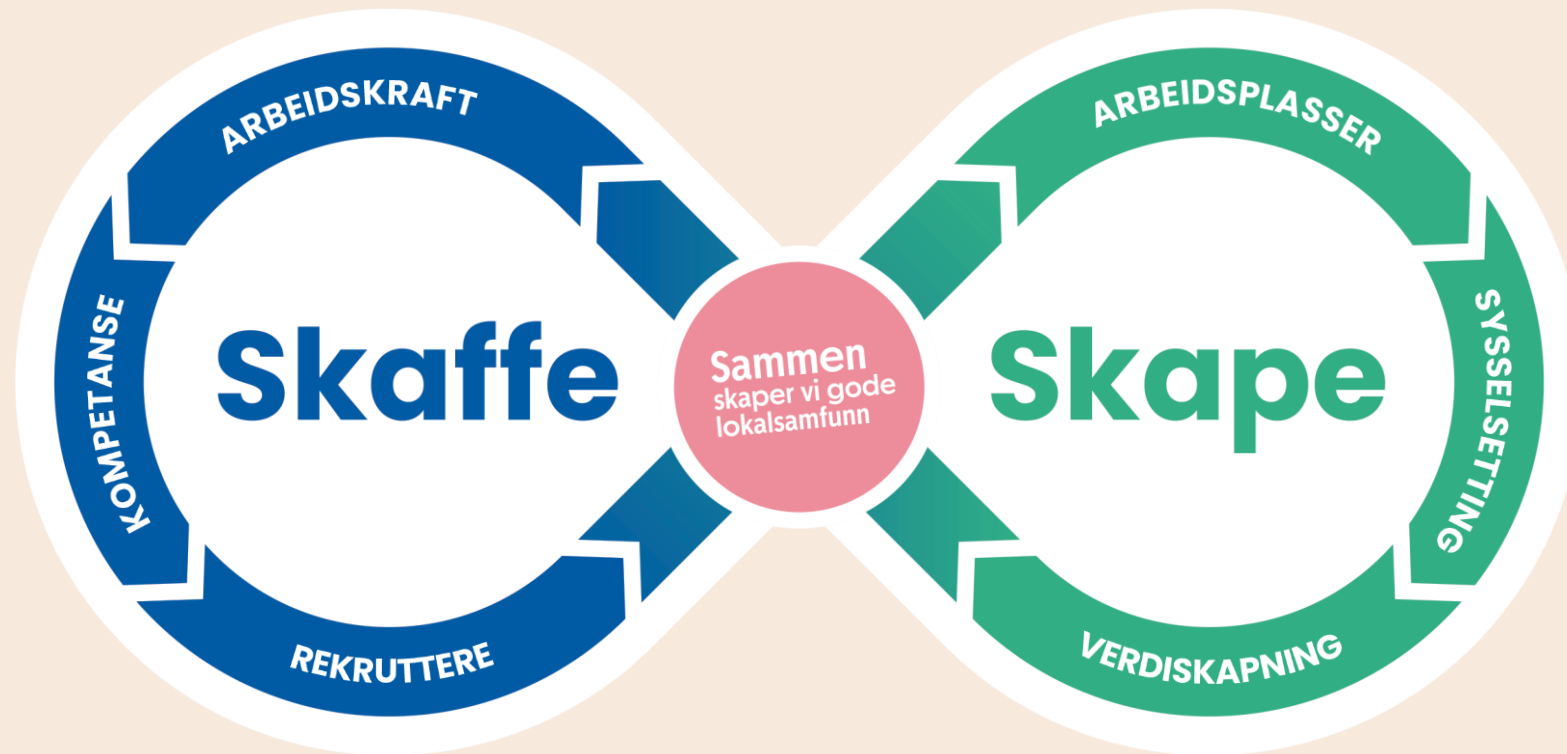 ARBEIDSKRAFT
KOMPETANSE
REKRUTTERE
Skaffe
Sammen
skaper vi gode
lokalsamfunn
Skape
ARBEIDSPLASSER
SYSSELSETTING
VERDISKAPNING